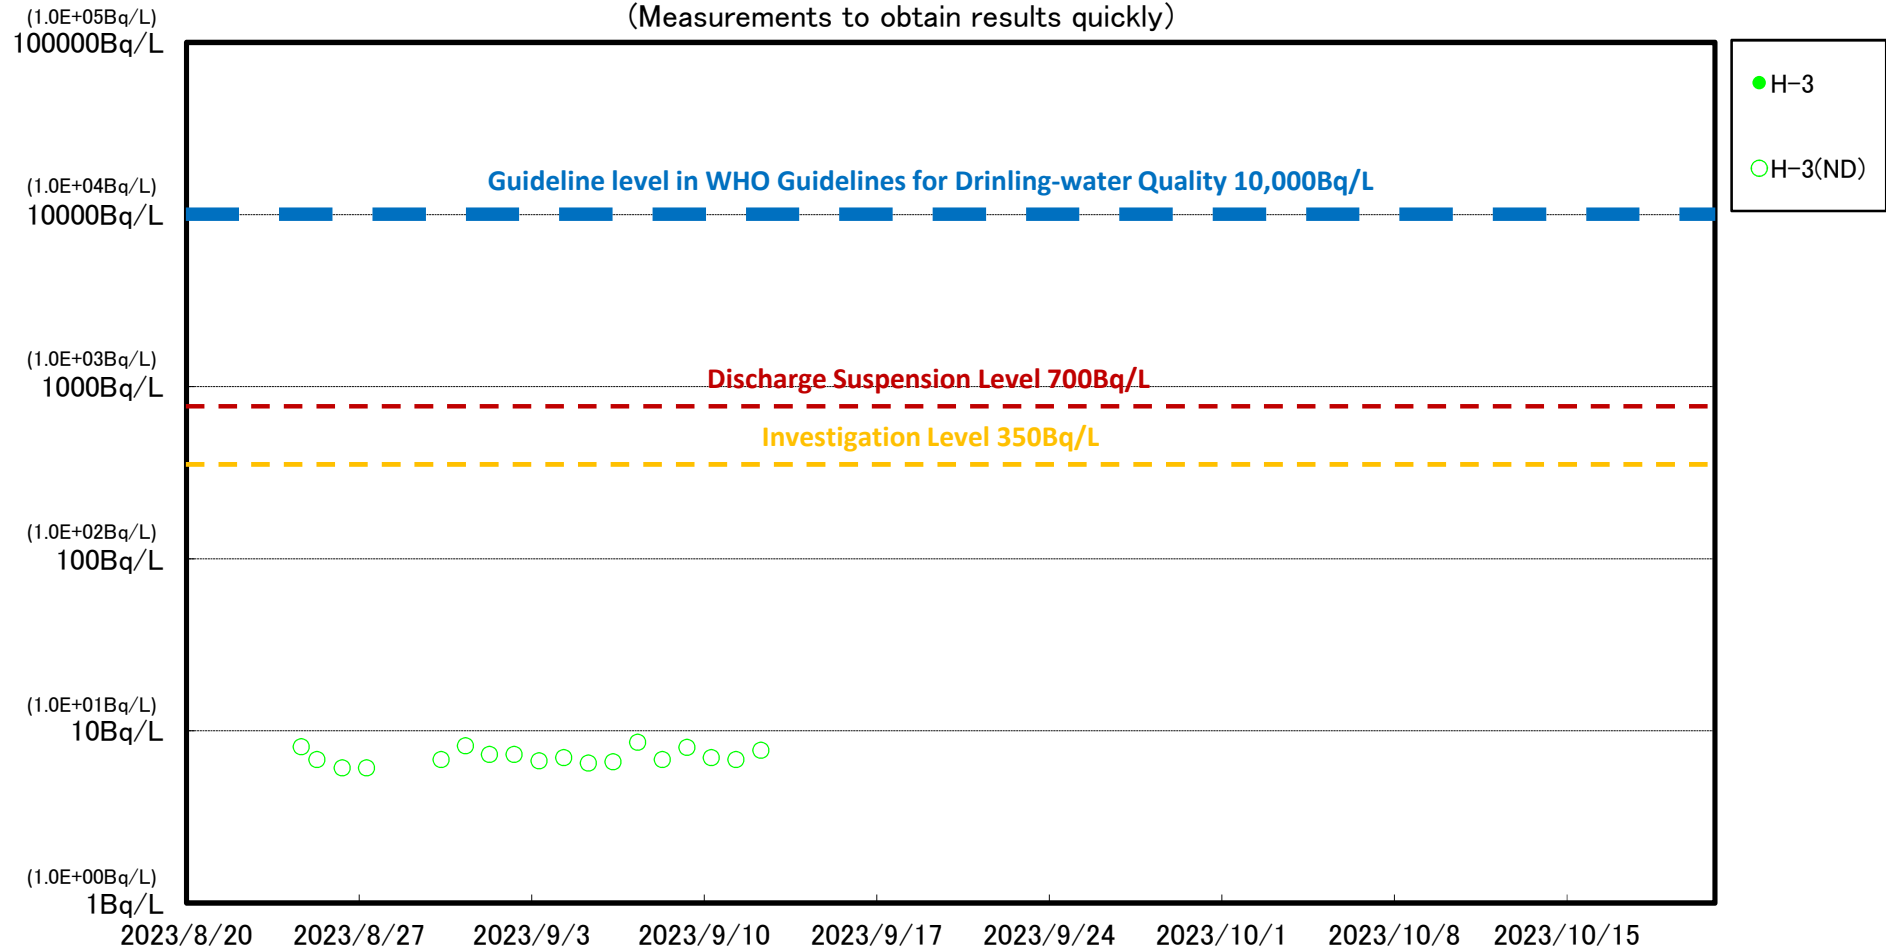 (Measurements to obtain results quickly)
(1.0E+05Bq/L)
100000Bq/L
(1.0E+04Bq/L)
10000Bq/L
(1.0E+03Bq/L)
1000Bq/L
(1.0E+02Bq/L)
100Bq/L
(1.0E+01Bq/L)
10Bq/L
(1.0E+00Bq/L)
1Bq/L
Guideline level in WHO Guidelines for Drinling-water Quality 10,000Bq/L
Discharge Suspension Level 700Bq/L
Investigation Level 350Bq/L
H-3
H-3(ND)
2023/8/20 2023/8/27 2023/9/3 2023/9/10 2023/9/17 2023/9/24 2023/10/1 2023/10/8 2023/10/15